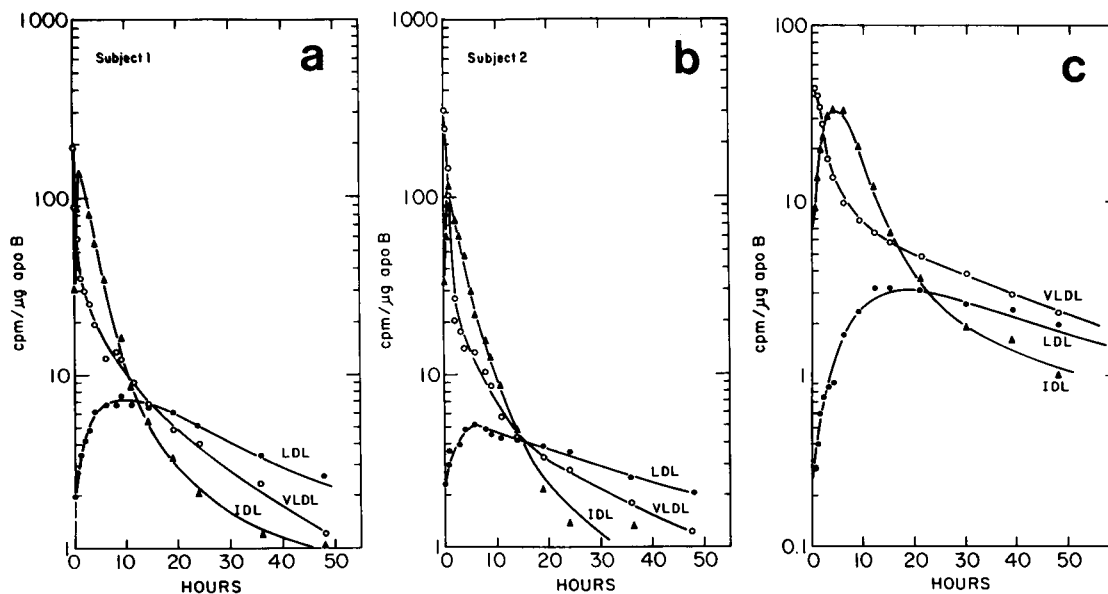 a
Subject 1
1000
100
10
1
cpm/μg apo B
LDL
VLDL
IDL
0 10 20 30 40 50
HOURS
b
Subject 2
1000
100
10
1
cpm/μg apo B
LDL
VLDL
IDL
0 10 20 30 40 50
HOURS
c
100
10
1
0.1
cpm/μg apo B
VLDL
LDL
IDL
0 10 20 30 40 50
HOURS